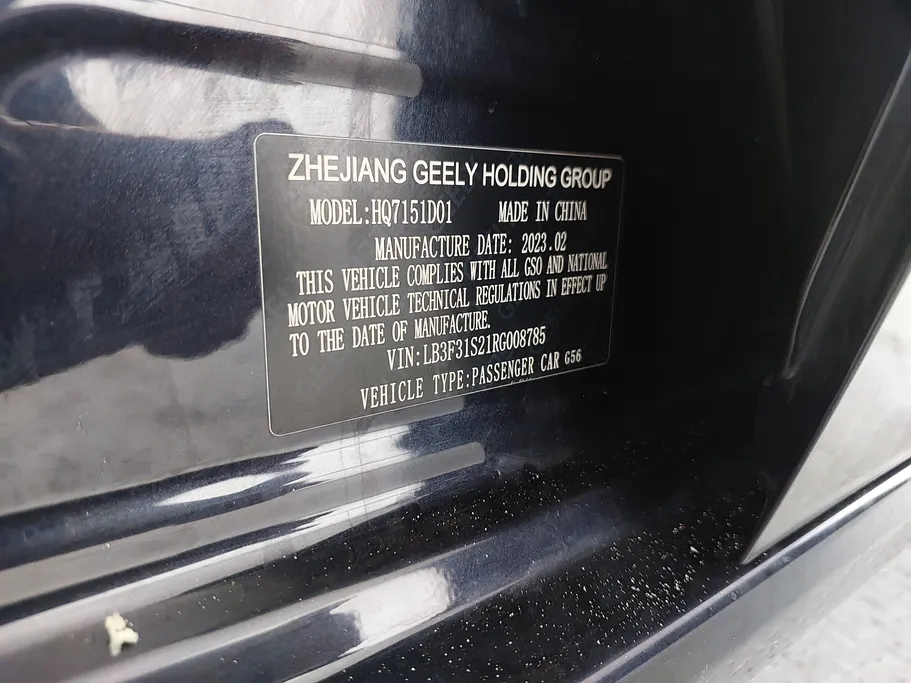 ZHEJIANG GEELY HOLDING GROUP
MODEL:HQ7151D01 MADE IN CHINA
MANUFACTURE DATE: 2023.02
THIS VEHICLE COMPLIES WITH ALL GSO AND NATIONAL
MOTOR VEHICLE TECHNICAL REGULATIONS IN EFFECT UP
TO THE DATE OF MANUFACTURE.
VIN:LB3F31S21RG008785
VEHICLE TYPE:PASSENGER CAR G56